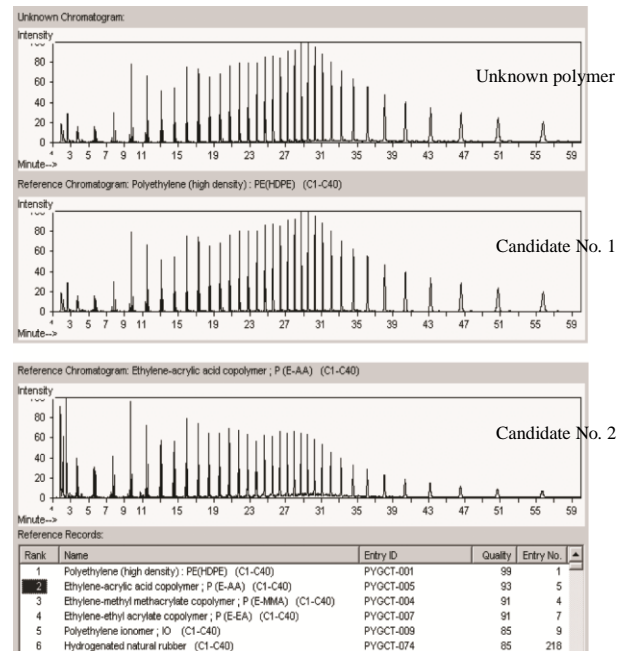 Unknown Chromatogram:
Intensity
80
60
40
20
0
Unknown polymer
3 5 7 9 11 15 19 23 27 31 35 39 43 47 51 55 59
Minute-->
Reference Chromatogram: Polyethylene (high density) : PE(HDPE) (C1-C40)
Intensity
80
60
40
20
0
Candidate No. 1
3 5 7 9 11 15 19 23 27 31 35 39 43 47 51 55 59
Minute-->
Reference Chromatogram: Ethylene-acrylic acid copolymer ; P (E-AA) (C1-C40)
Intensity
80
60
40
20
0
Candidate No. 2
3 5 7 9 11 15 19 23 27 31 35 39 43 47 51 55 59
Minute-->
Reference Records:
Rank Name Entry ID Quality Entry No.
1 Polyethylene (high density) : PE(HDPE) (C1-C40) PYGCT-001 99 1
2 Ethylene-acrylic acid copolymer ; P (E-AA) (C1-C40) PYGCT-005 93 5
3 Ethylene-methyl methacrylate copolymer ; P (E-MMA) (C1-C40) PYGCT-004 91 4
4 Ethylene-ethyl acrylate copolymer ; P (E-EA) (C1-C40) PYGCT-007 91 7
5 Polyethylene ionomer ; IO (C1-C40) PYGCT-009 85 9
6 Hydrogenated natural rubber (C1-C40) PYGCT-074 85 218